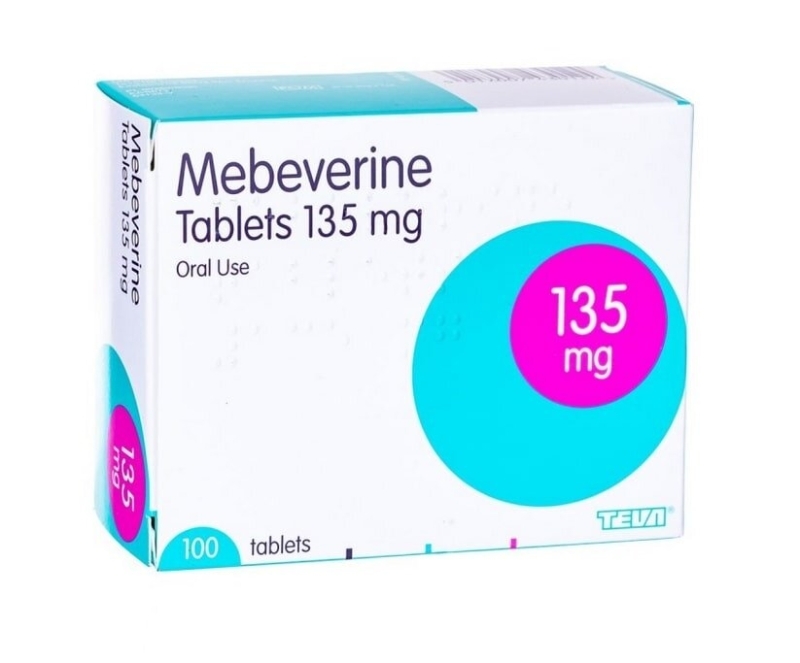 Mebeverine
Tablets 135 mg
Oral Use
135
mg
TEVA
100 tablets
Mebeverine
Tablets 135 mg
135
mg